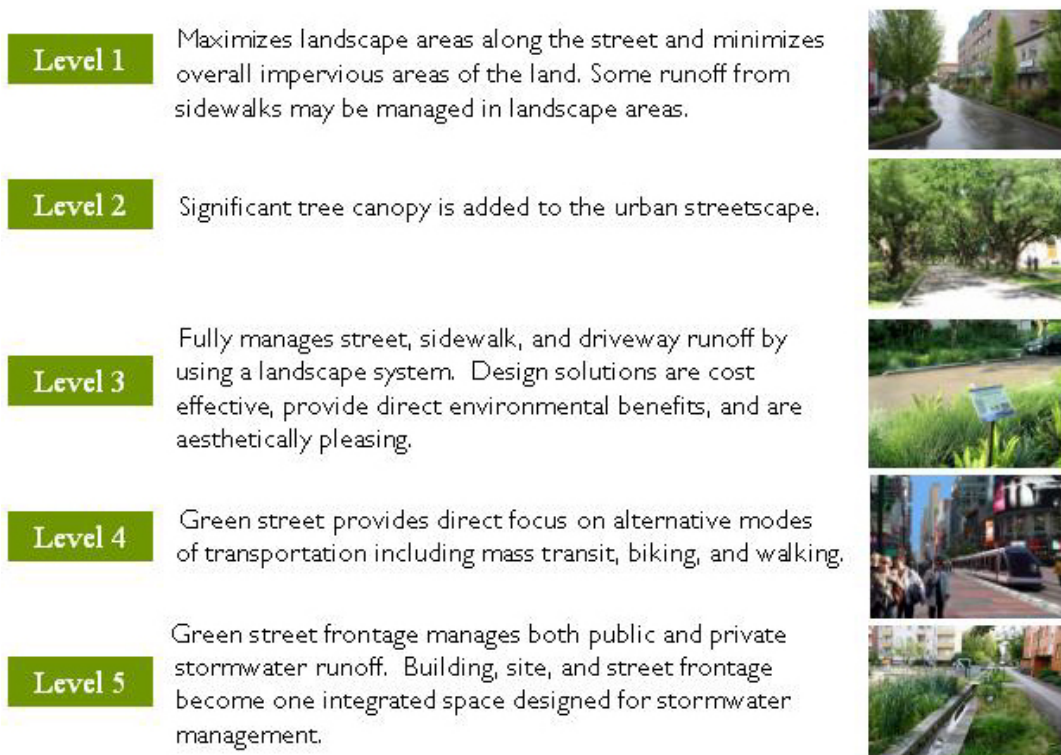 Level 1
Maximizes landscape areas along the street and minimizes
overall impervious areas of the land. Some runoff from
sidewalks may be managed in landscape areas.
Level 2
Significant tree canopy is added to the urban streetscape.
Level 3
Fully manages street, sidewalk, and driveway runoff by
using a landscape system. Design solutions are cost
effective, provide direct environmental benefits, and are
aesthetically pleasing.
Level 4
Green street provides direct focus on alternative modes
of transportation including mass transit, biking, and walking.
Level 5
Green street frontage manages both public and private
stormwater runoff. Building, site, and street frontage
become one integrated space designed for stormwater
management.